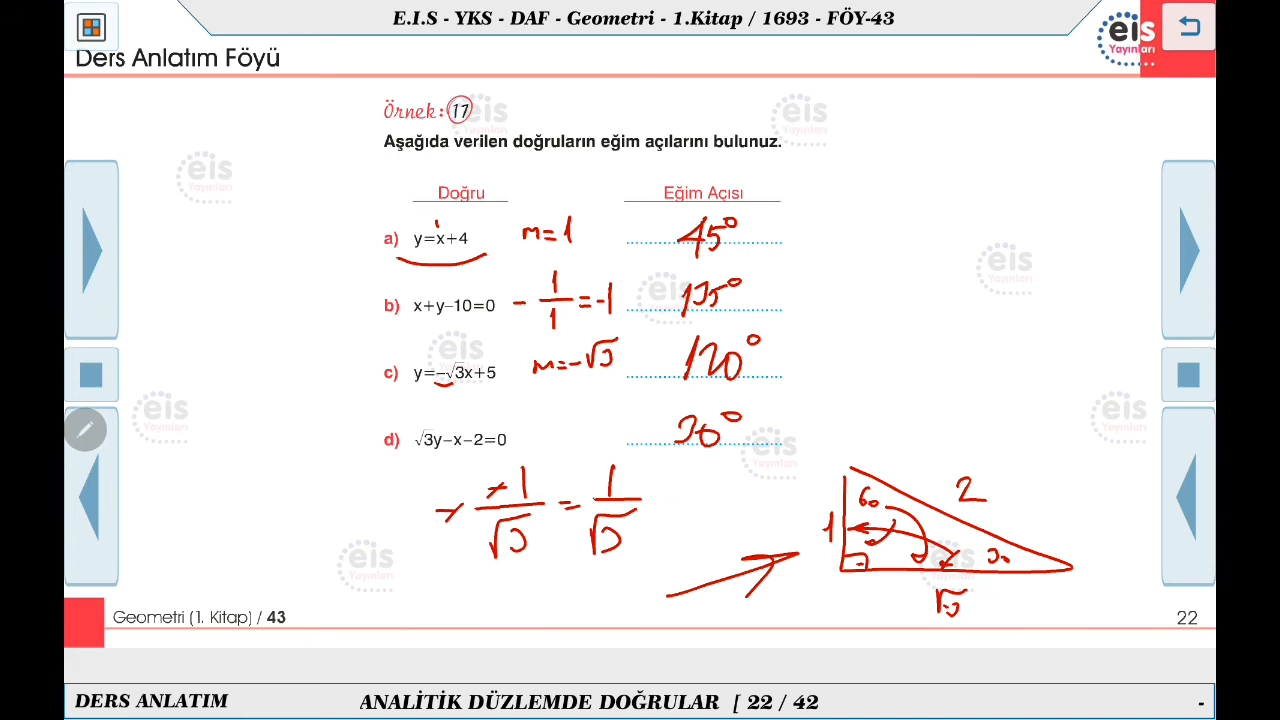 E.I.S - YKS - DAF - Geometri - 1.Kitap / 1693 - FÖY-43
eis Yayınları
Ders Anlatım Föyü
Örnek: 17
Aşağıda verilen doğruların eğim açılarını bulunuz.
Doğru Eğim Açısı
a) y=x+4 m=1 45°
b) x+y-10=0 -1/1=-1 135°
c) y=-√3x+5 m=-√3 120°
d) √3y-x-2=0 30°
- -1/√3 = 1/√3
60 2
1 30
√3
Geometri (1. Kitap) / 43 22
DERS ANLATIM ANALİTİK DÜZLEMDE DOĞRULAR [ 22 / 42 -